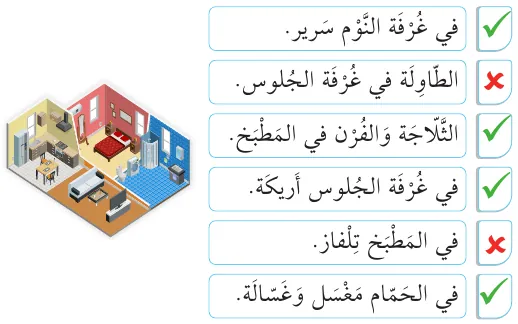 في غُرْفَة النَّوْم سَرير.
الطّاوِلَة في غُرْفَة الجُلوس.
الثَّلّاجَة وَالفُرْن في المَطْبَخ.
في غُرْفَة الجُلوس أَريكَة.
في المَطْبَخ تِلْفاز.
في الحَمّام مَغْسَل وَغَسّالَة.